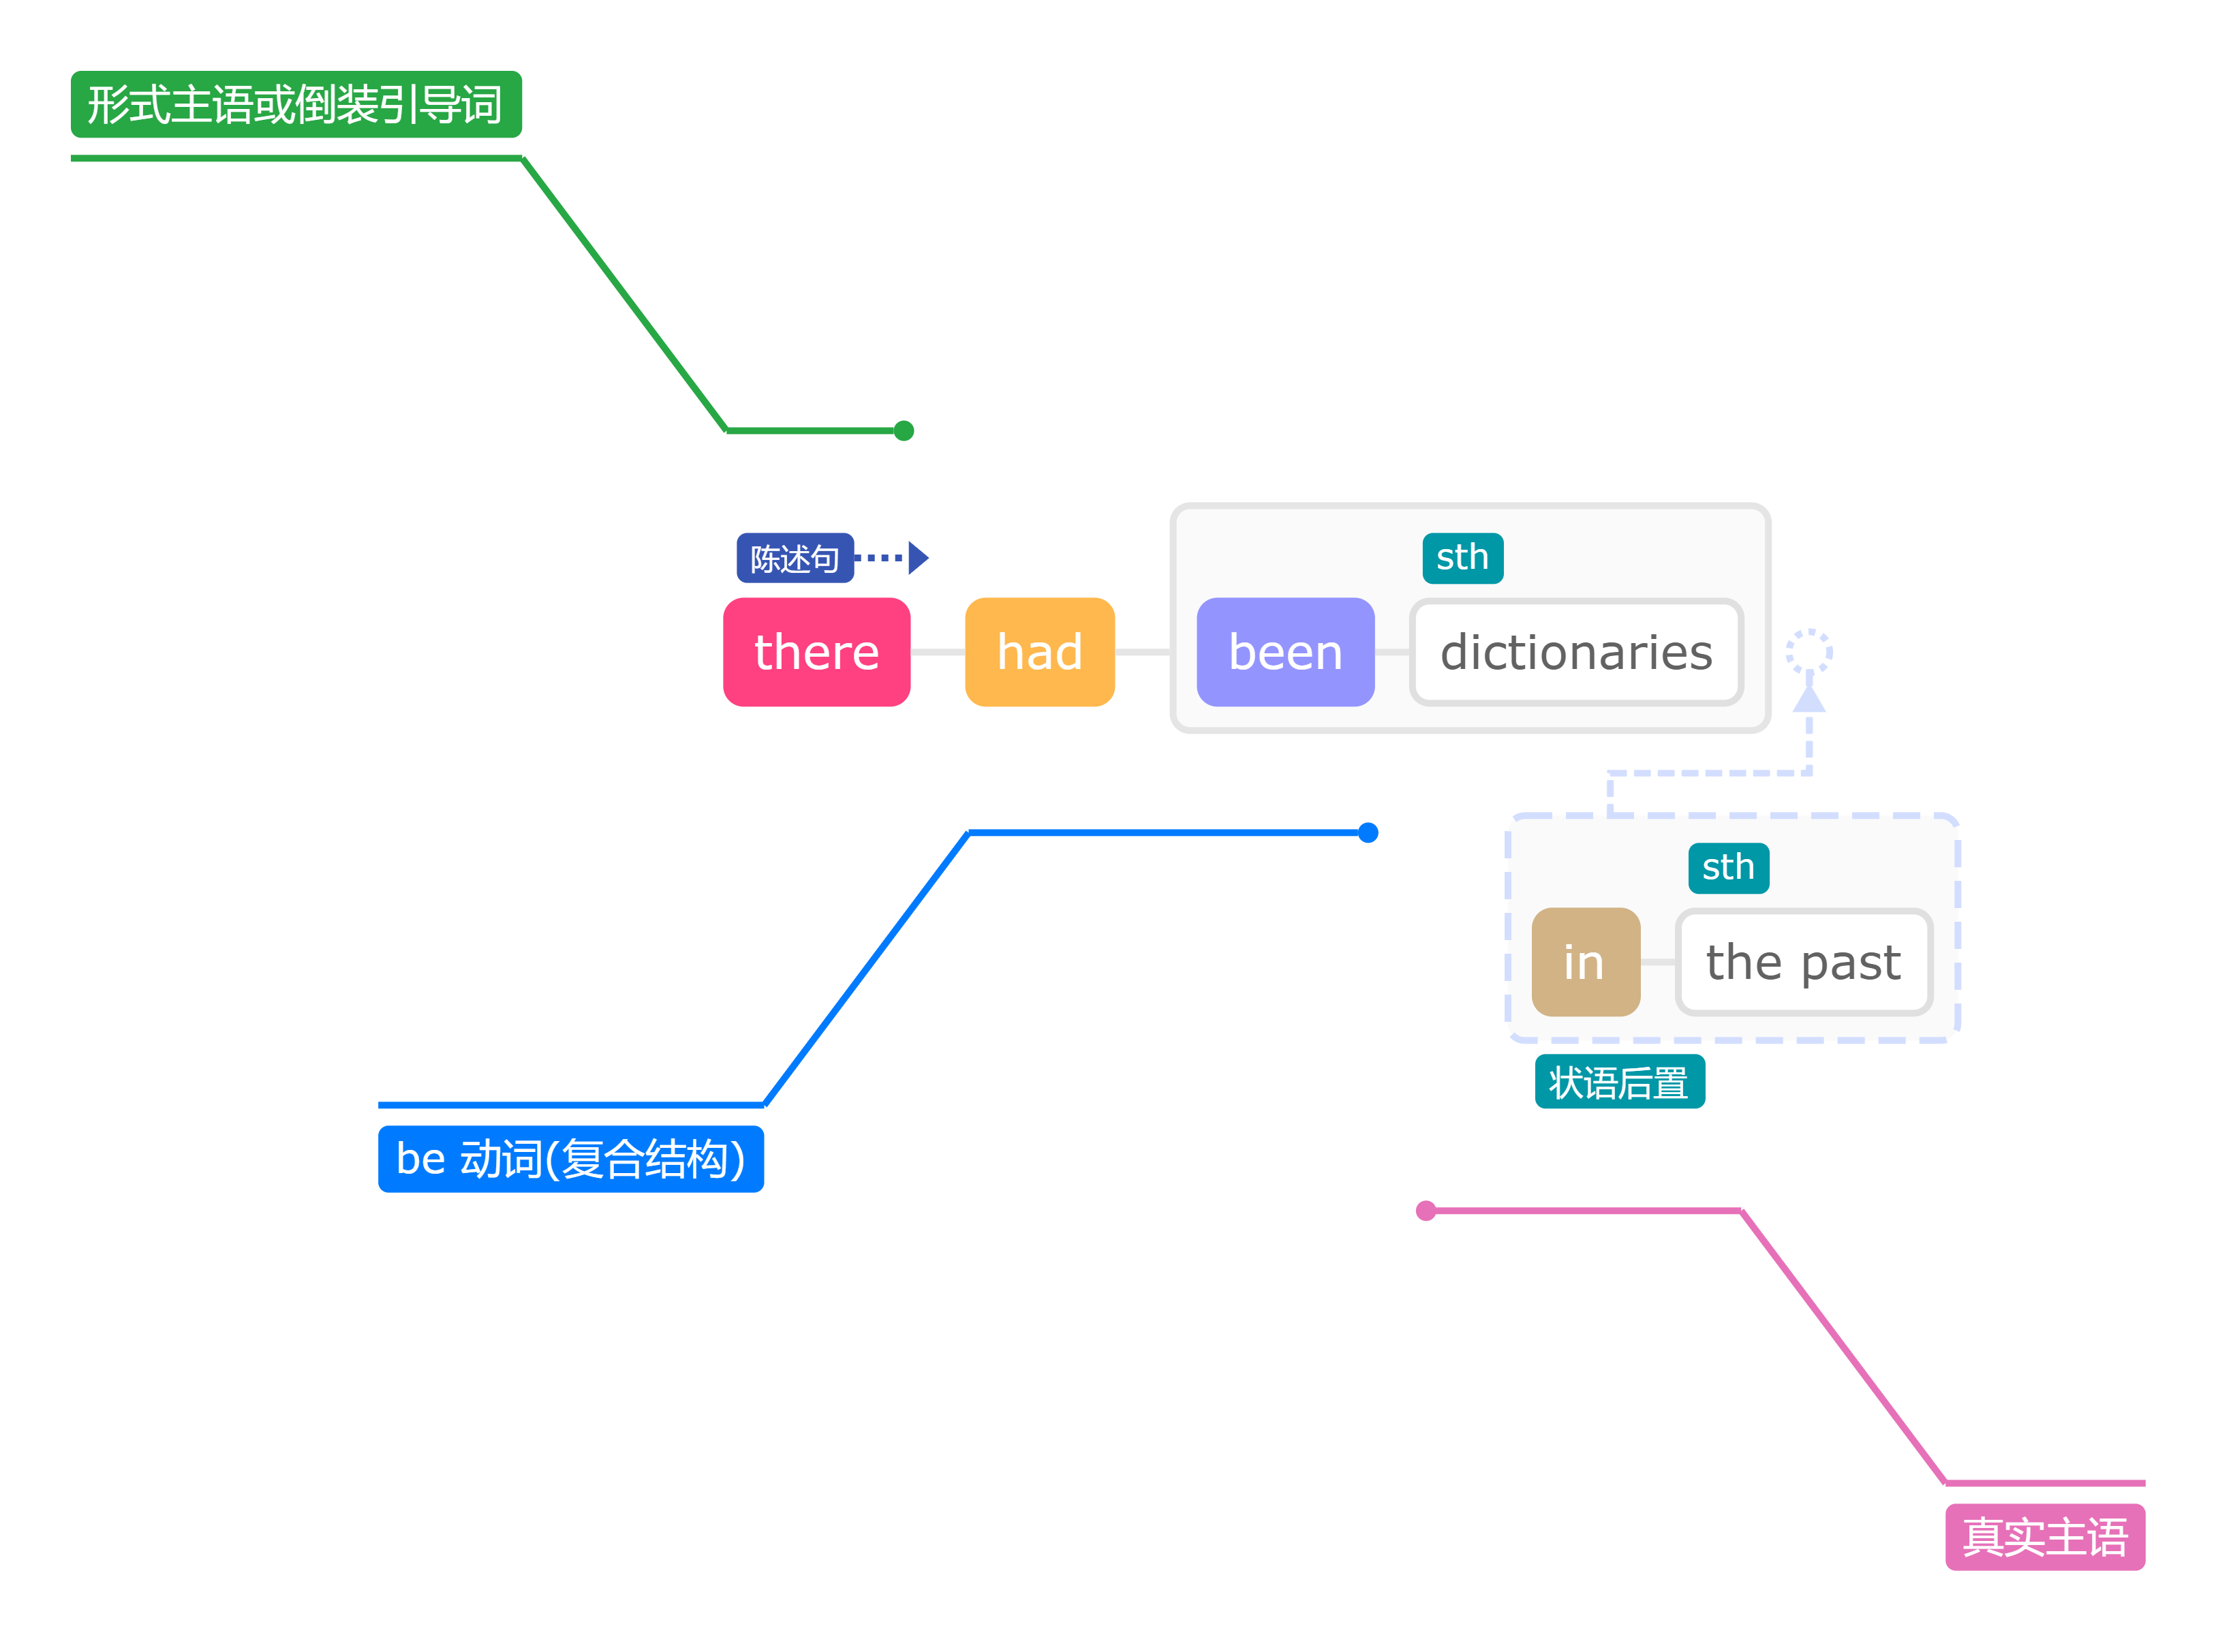 形式主语或倒装引导词
陈述句
sth
there had been dictionaries
sth
in the past
状语后置
be 动词(复合结构)
真实主语